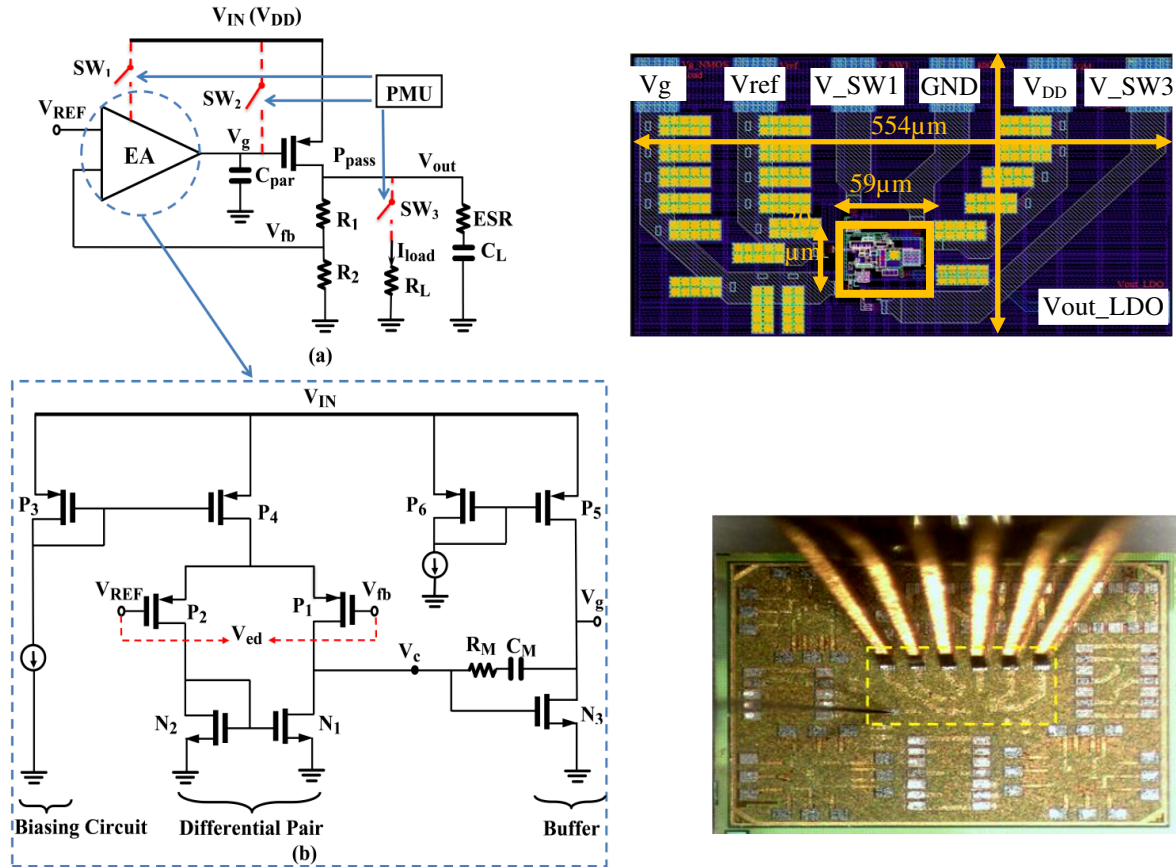 V_IN (V_DD)
SW₁
SW₂
PMU
V_REF
EA
V_g
C_par
P_pass
V_out
R₁
SW₃
ESR
V_fb
I_load
C_L
R₂
R_L
(a)
V_IN
P₃
P₄
P₆
P₅
V_REF
P₂
P₁
V_fb
V_g
V_ed
V_c
R_M
C_M
N₂
N₁
N₃
Biasing Circuit
Differential Pair
Buffer
(b)
Vg
Vref
V_SW1
GND
V_DD
V_SW3
554µm
59µm
µm
Vout_LDO
Vout_LDO